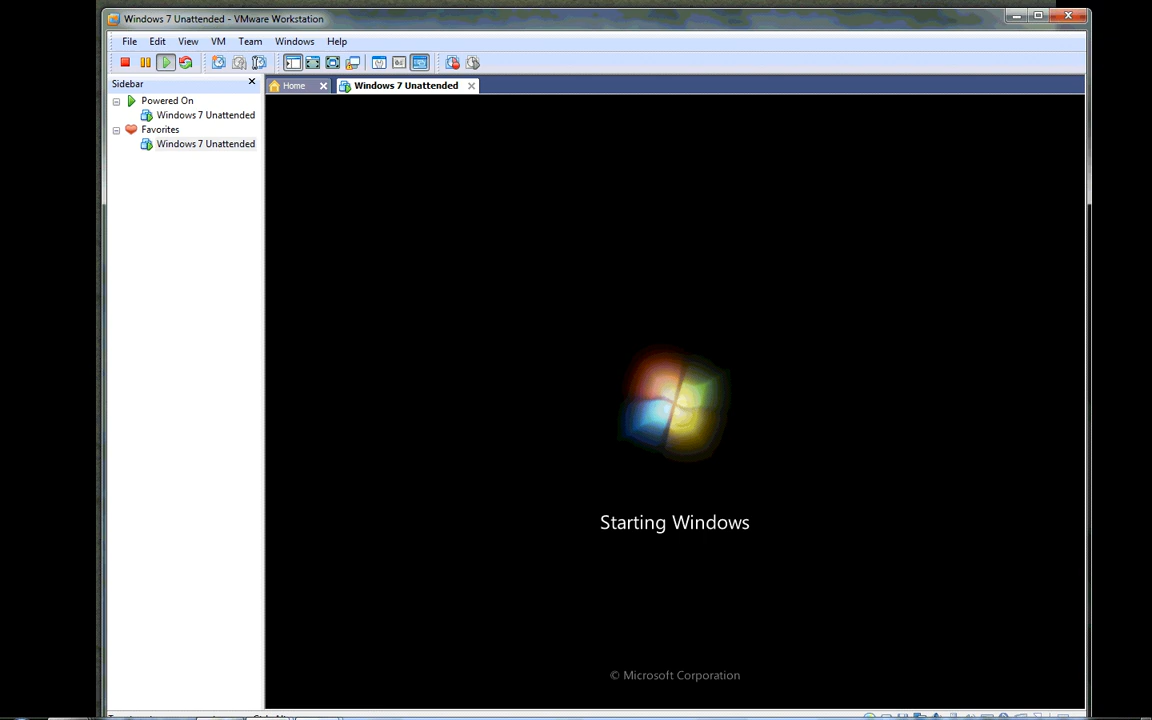 Windows 7 Unattended - VMware Workstation
File Edit View VM Team Windows Help
Sidebar
Home
Windows 7 Unattended
Powered On
Windows 7 Unattended
Favorites
Windows 7 Unattended
Starting Windows
© Microsoft Corporation